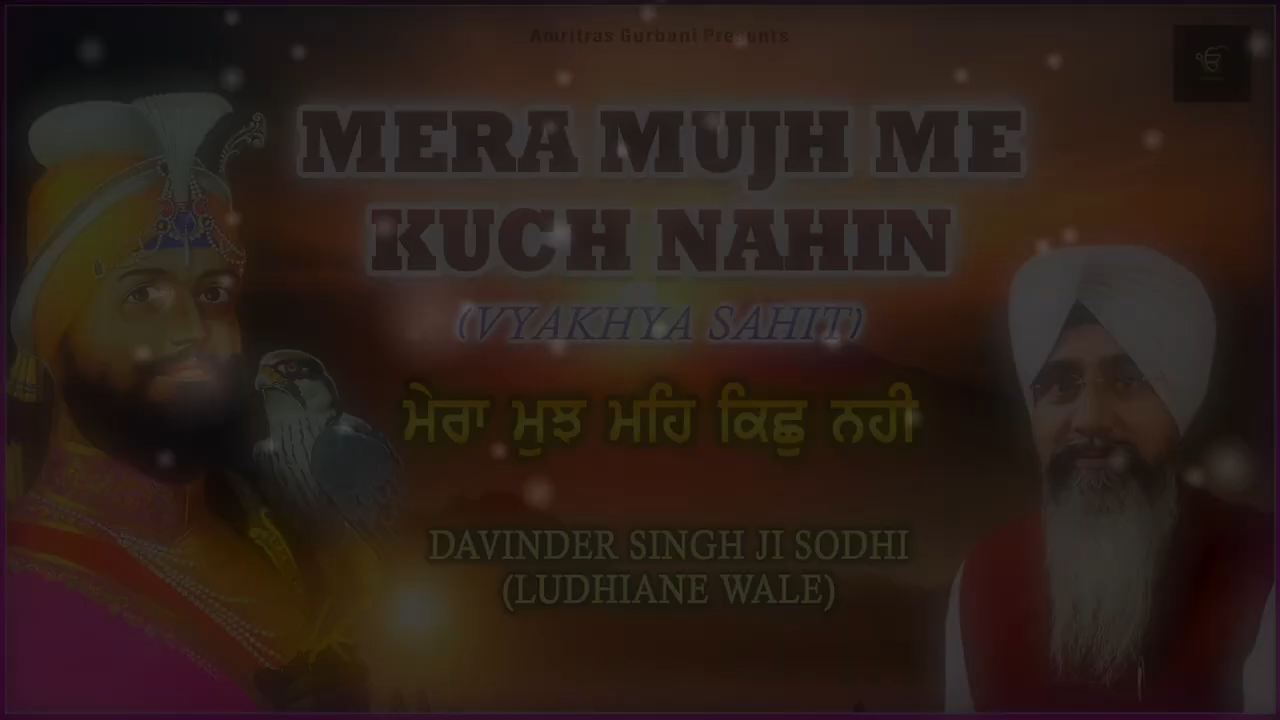 Amritras Gurbani Presents
MERA MUJH ME
KUCH NAHIN
(VYAKHYA SAHIT)
ਮੇਰਾ ਮੁਝ ਮਹਿ ਕਿਛੁ ਨਹੀ
DAVINDER SINGH JI SODHI
(LUDHIANE WALE)